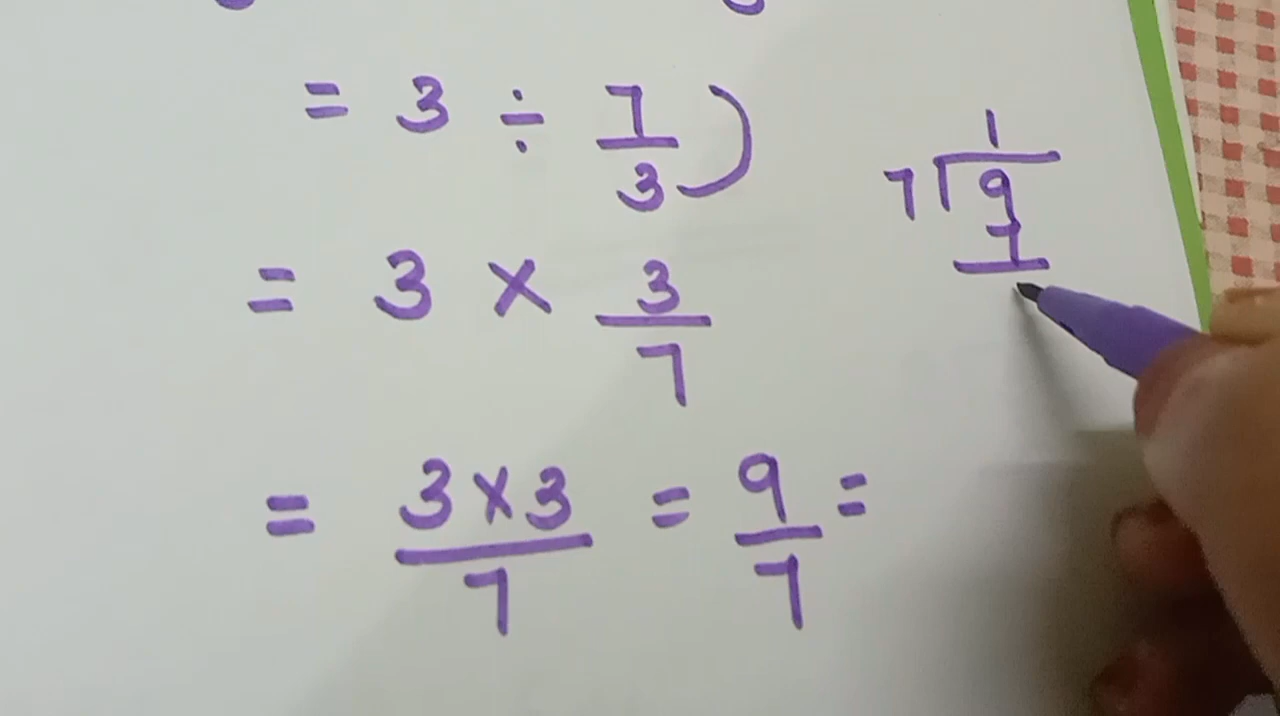 = 3 ÷ 7/3 )
= 3 × 3/7
= 3×3/7 = 9/7 =
1
7 9
7